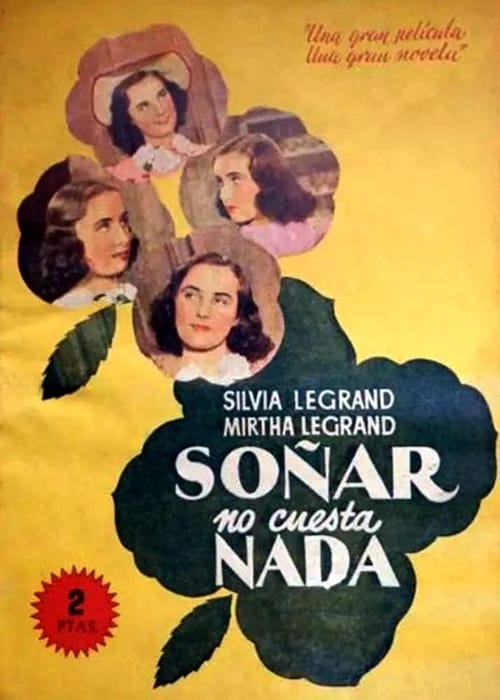 "Una gran película
Una gran novela"
SILVIA LEGRAND
MIRTHA LEGRAND
SOÑAR
no cuesta
NADA
2
PTAS.